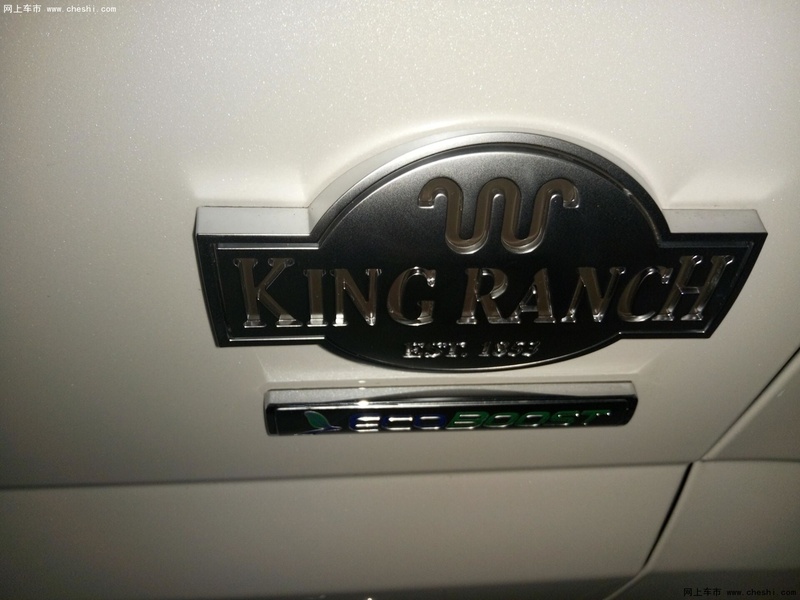 网上车市 www.cheshi.com
KING RANCH
EST. 1853
ECOBOOST
网上车市 www.cheshi.com